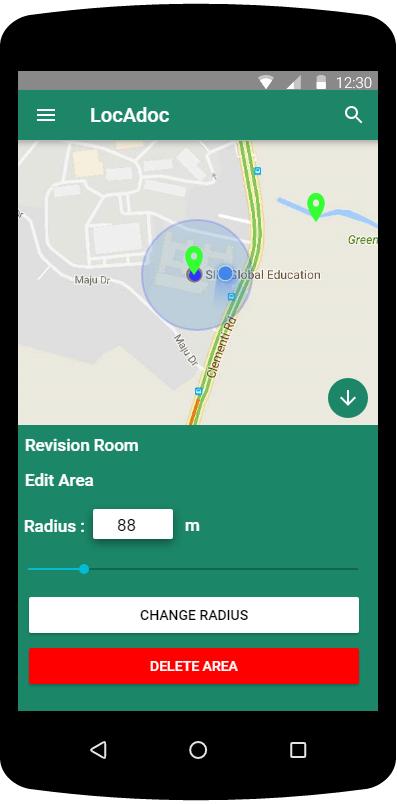 12:30
LocAdoc
Green
Global Education
Maju Dr
Maju Dr
Clementi Rd
Revision Room
Edit Area
Radius : 88 m
CHANGE RADIUS
DELETE AREA